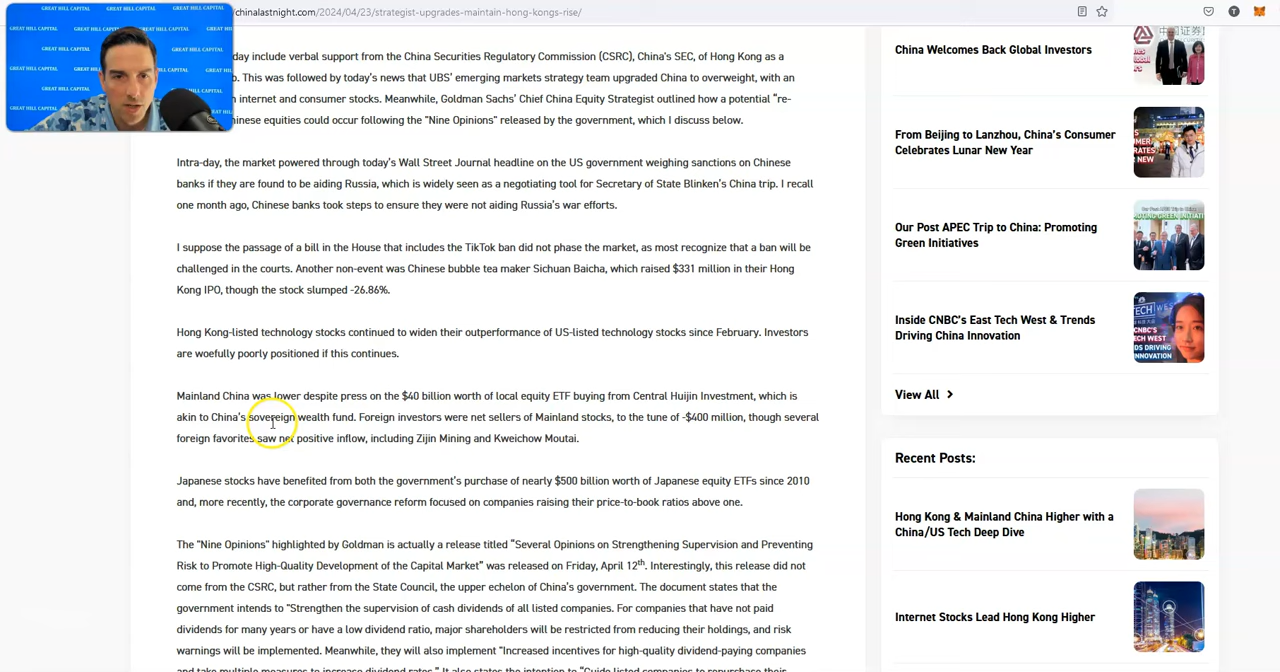 chinalastnight.com/2024/04/23/strategist-upgrades-maintain-hong-kongs-rise/
GREAT HILL CAPITAL
day include verbal support from the China Securities Regulatory Commission (CSRC), China's SEC, of Hong Kong as a
This was followed by today's news that UBS' emerging markets strategy team upgraded China to overweight, with an
internet and consumer stocks. Meanwhile, Goldman Sachs' Chief China Equity Strategist outlined how a potential "re-
equities could occur following the "Nine Opinions" released by the government, which I discuss below.
Intra-day, the market powered through today's Wall Street Journal headline on the US government weighing sanctions on Chinese
banks if they are found to be aiding Russia, which is widely seen as a negotiating tool for Secretary of State Blinken's China trip. I recall
one month ago, Chinese banks took steps to ensure they were not aiding Russia's war efforts.
I suppose the passage of a bill in the House that includes the TikTok ban did not phase the market, as most recognize that a ban will be
challenged in the courts. Another non-event was Chinese bubble tea maker Sichuan Baicha, which raised $331 million in their Hong
Kong IPO, though the stock slumped -26.86%.
Hong Kong-listed technology stocks continued to widen their outperformance of US-listed technology stocks since February. Investors
are woefully poorly positioned if this continues.
Mainland China was lower despite press on the $40 billion worth of local equity ETF buying from Central Huijin Investment, which is
akin to China's sovereign wealth fund. Foreign investors were net sellers of Mainland stocks, to the tune of -$400 million, though several
foreign favorites saw net positive inflow, including Zijin Mining and Kweichow Moutai.
Japanese stocks have benefited from both the government's purchase of nearly $500 billion worth of Japanese equity ETFs since 2010
and, more recently, the corporate governance reform focused on companies raising their price-to-book ratios above one.
The "Nine Opinions" highlighted by Goldman is actually a release titled "Several Opinions on Strengthening Supervision and Preventing
Risk to Promote High-Quality Development of the Capital Market" was released on Friday, April 12th. Interestingly, this release did not
come from the CSRC, but rather from the State Council, the upper echelon of China's government. The document states that the
government intends to "Strengthen the supervision of cash dividends of all listed companies. For companies that have not paid
dividends for many years or have a low dividend ratio, major shareholders will be restricted from reducing their holdings, and risk
warnings will be implemented. Meanwhile, they will also implement "Increased incentives for high-quality dividend-paying companies
and take multiple measures to increase dividend rates." It also states the intention to "Guide listed companies to repurchase their
China Welcomes Back Global
Investors
From Beijing to Lanzhou, China's Consumer
Celebrates Lunar New Year
Our Post APEC Trip to China: Promoting
Green Initiatives
Inside CNBC's East Tech West & Trends
Driving China Innovation
View All
Recent Posts:
Hong Kong & Mainland China Higher with a
China/US Tech Deep Dive
Internet Stocks Lead Hong Kong Higher